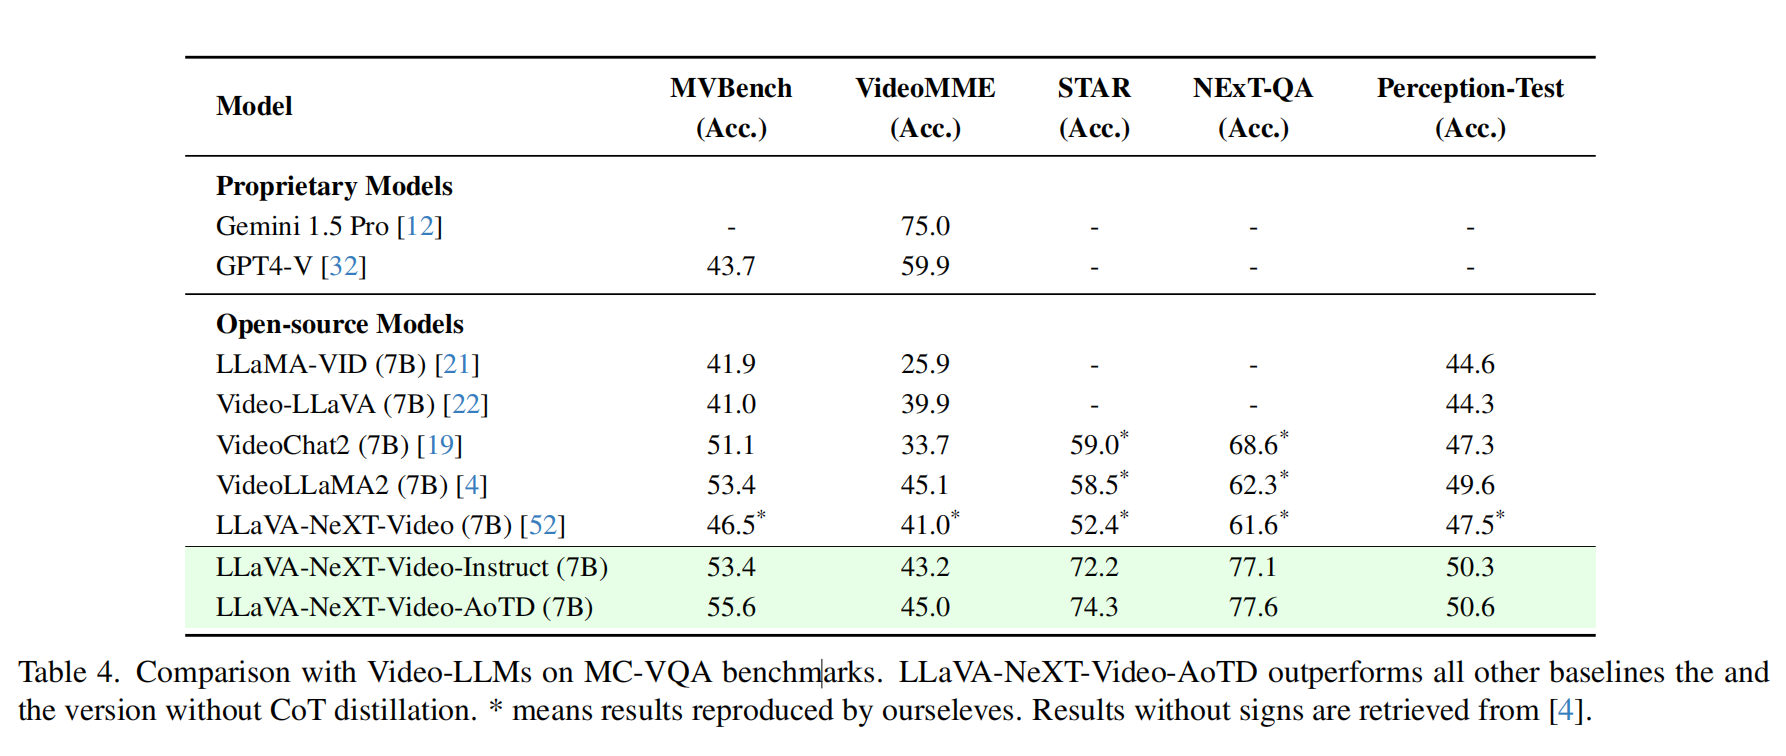 Model MVBench (Acc.) VideoMME (Acc.) STAR (Acc.) NExT-QA (Acc.) Perception-Test (Acc.)
Proprietary Models
Gemini 1.5 Pro [12] - 75.0 - - -
GPT4-V [32] 43.7 59.9 - - -
Open-source Models
LLaMA-VID (7B) [21] 41.9 25.9 - - 44.6
Video-LLaVA (7B) [22] 41.0 39.9 - - 44.3
VideoChat2 (7B) [19] 51.1 33.7 59.0* 68.6* 47.3
VideoLLaMA2 (7B) [4] 53.4 45.1 58.5* 62.3* 49.6
LLaVA-NeXT-Video (7B) [52] 46.5* 41.0* 52.4* 61.6* 47.5*
LLaVA-NeXT-Video-Instruct (7B) 53.4 43.2 72.2 77.1 50.3
LLaVA-NeXT-Video-AoTD (7B) 55.6 45.0 74.3 77.6 50.6
Table 4. Comparison with Video-LLMs on MC-VQA benchmarks. LLaVA-NeXT-Video-AoTD outperforms all other baselines the and
the version without CoT distillation. * means results reproduced by ourseleves. Results without signs are retrieved from [4].